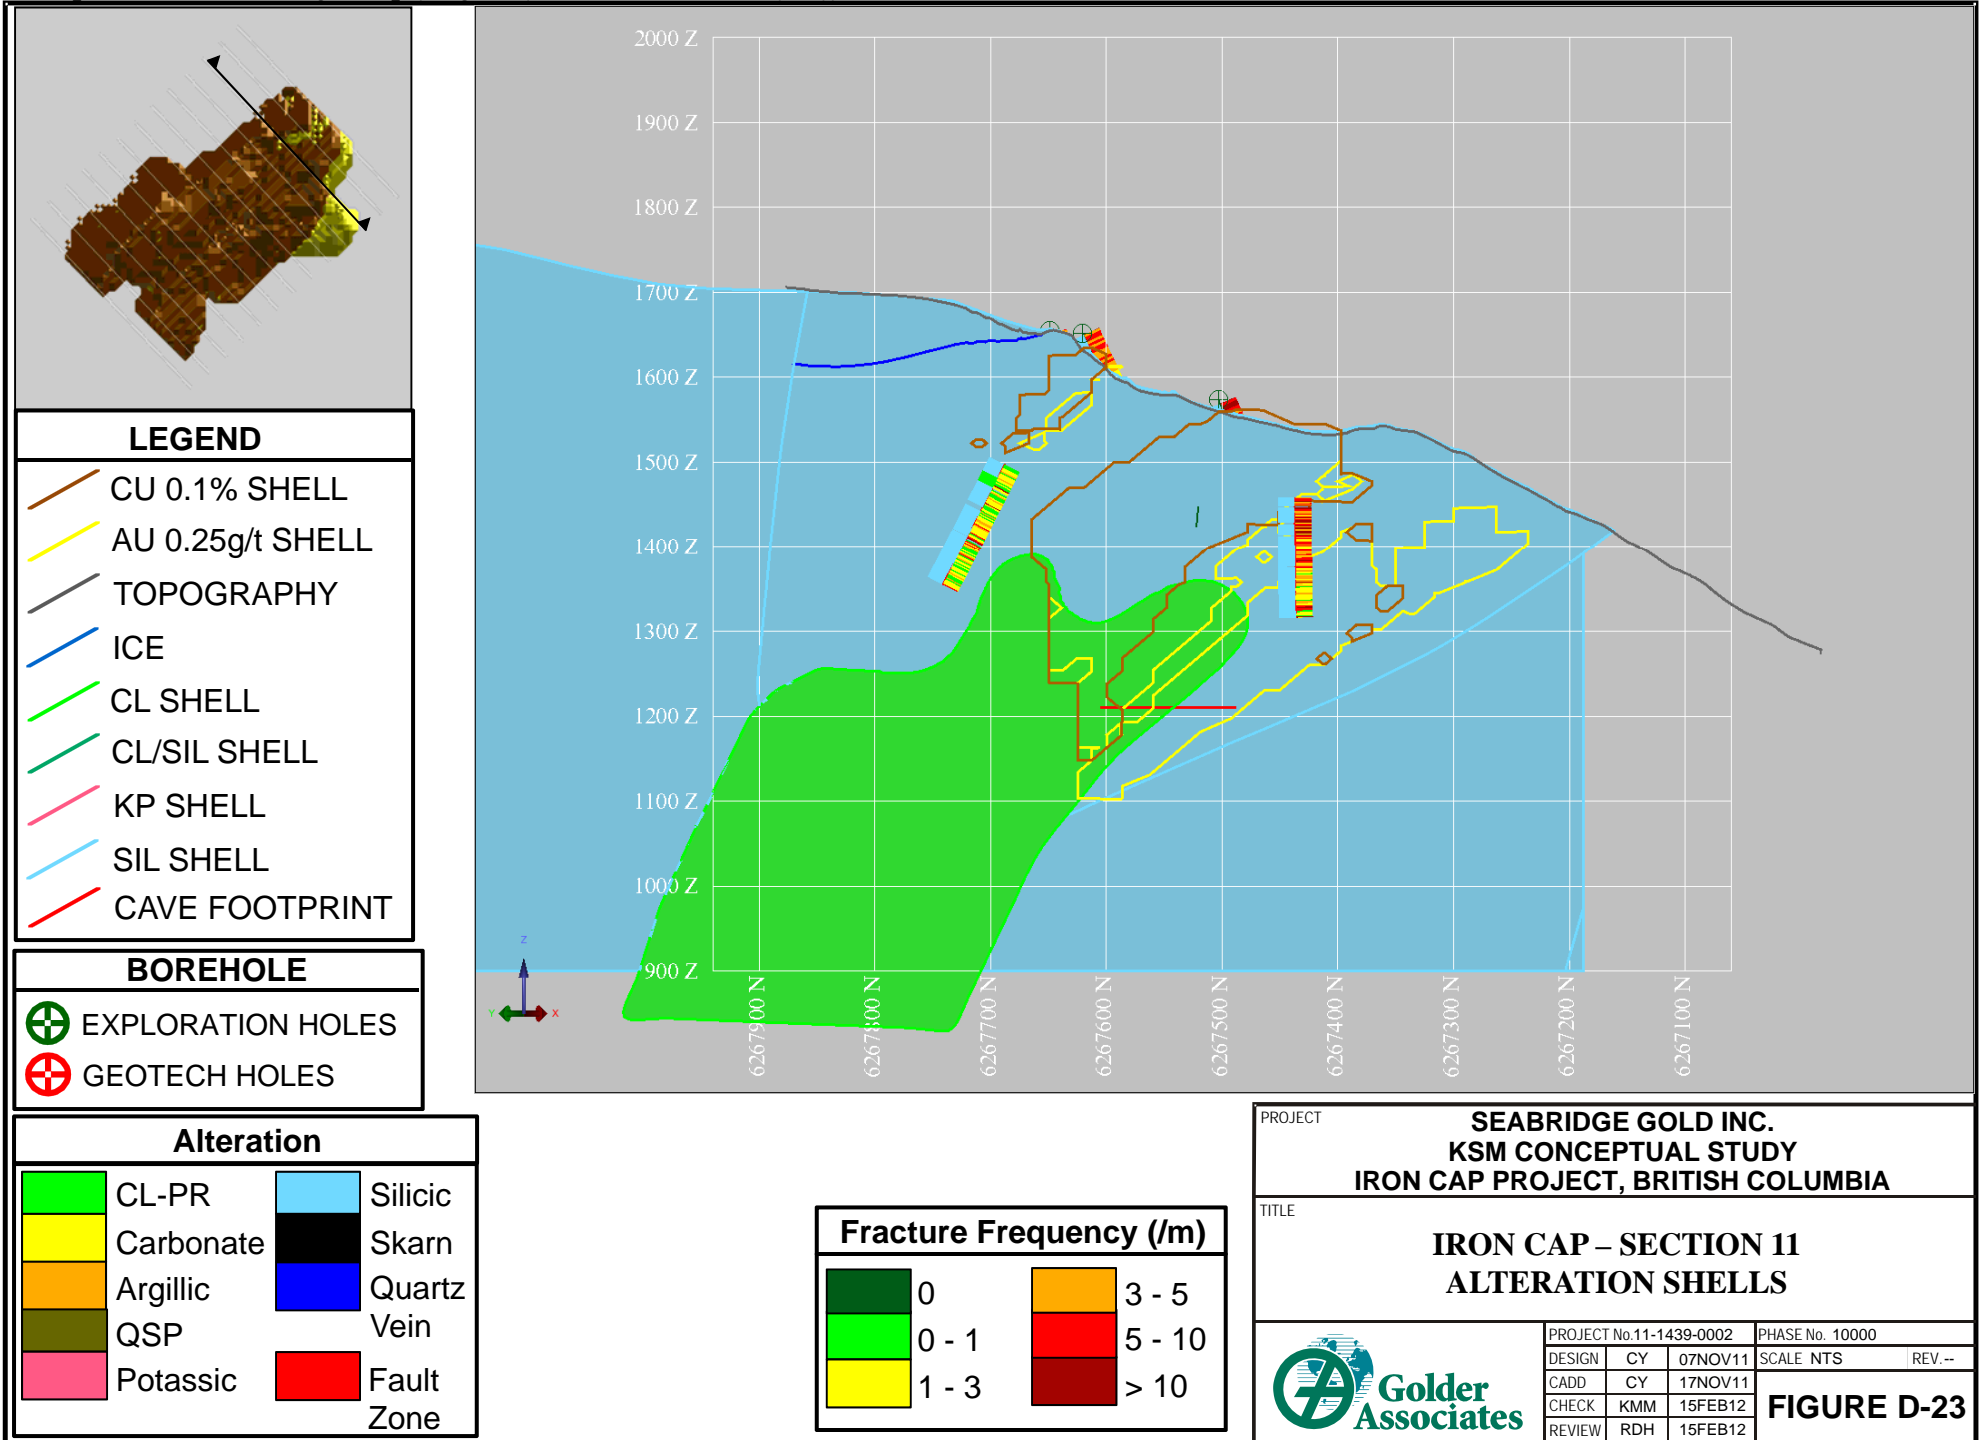 2000 Z
1900 Z
1800 Z
1700 Z
1600 Z
1500 Z
1400 Z
1300 Z
1200 Z
1100 Z
1000 Z
900 Z
6267900 N
6267800 N
6267700 N
6267600 N
6267500 N
6267400 N
6267300 N
6267200 N
6267100 N
Z
Y
X
LEGEND
CU 0.1% SHELL
AU 0.25g/t SHELL
TOPOGRAPHY
ICE
CL SHELL
CL/SIL SHELL
KP SHELL
SIL SHELL
CAVE FOOTPRINT
BOREHOLE
EXPLORATION HOLES
GEOTECH HOLES
Alteration
CL-PR
Carbonate
Argillic
QSP
Potassic
Silicic
Skarn
Quartz
Vein
Fault
Zone
Fracture Frequency (/m)
0
0 - 1
1 - 3
3 - 5
5 - 10
> 10
PROJECT
SEABRIDGE GOLD INC.
KSM CONCEPTUAL STUDY
IRON CAP PROJECT, BRITISH COLUMBIA
TITLE
IRON CAP – SECTION 11
ALTERATION SHELLS
Golder
Associates
PROJECT No.11-1439-0002 PHASE No. 10000
DESIGN CY 07NOV11 SCALE NTS REV.--
CADD CY 17NOV11
CHECK KMM 15FEB12
REVIEW RDH 15FEB12
FIGURE D-23